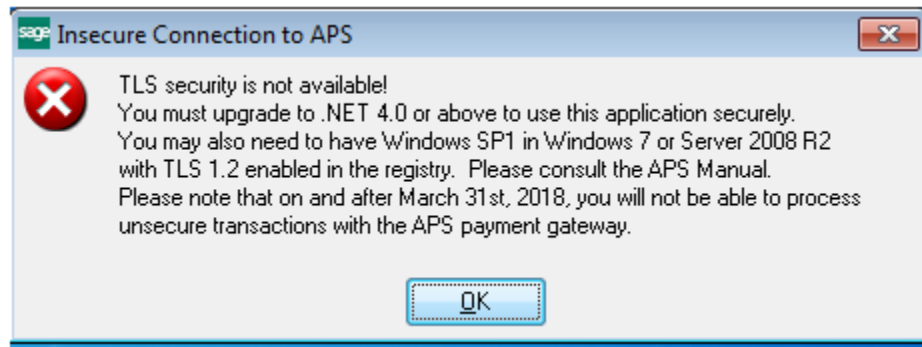 sage Insecure Connection to APS
TLS security is not available!
You must upgrade to .NET 4.0 or above to use this application securely.
You may also need to have Windows SP1 in Windows 7 or Server 2008 R2
with TLS 1.2 enabled in the registry.  Please consult the APS Manual.
Please note that on and after March 31st, 2018, you will not be able to process
unsecure transactions with the APS payment gateway.
OK